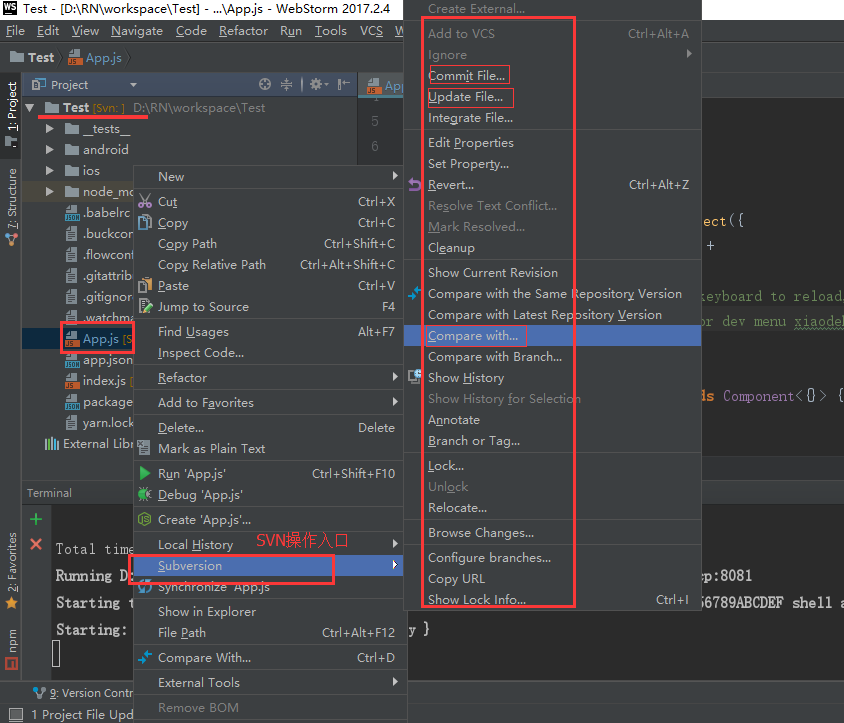 Test - [D:\RN\workspace\Test] - ...\App.js - WebStorm 2017.2.4
File Edit View Navigate Code Refactor Run Tools VCS W
Test App.js
Project
Test [Svn: ] D:\RN\workspace\Test
__tests__
android
ios
node_mo
.babelrc
.buckcon
.flowconf
.gitattrib
.gitignor
.watchma
App.js [S
app.json
index.js [
package
yarn.lock
External Libr
1: Project
7: Structure
2: Favorites
npm
App
5
6
New
Cut Ctrl+X
Copy Ctrl+C
Copy Path Ctrl+Shift+C
Copy Relative Path Ctrl+Alt+Shift+C
Paste Ctrl+V
Jump to Source F4
Find Usages Alt+F7
Inspect Code...
Refactor
Add to Favorites
Delete... Delete
Mark as Plain Text
Run 'App.js' Ctrl+Shift+F10
Debug 'App.js'
Create 'App.js'...
Local History
SVN操作入口
Subversion
Synchronize 'App.js'
Show in Explorer
File Path Ctrl+Alt+F12
Compare With... Ctrl+D
External Tools
Remove BOM
Create External...
Add to VCS Ctrl+Alt+A
Ignore
Commit File...
Update File...
Integrate File...
Edit Properties
Set Property...
Revert... Ctrl+Alt+Z
Resolve Text Conflict...
Mark Resolved...
Cleanup
Show Current Revision
Compare with the Same Repository Version
Compare with Latest Repository Version
Compare with...
Compare with Branch...
Show History
Show History for Selection
Annotate
Branch or Tag...
Lock...
Unlock
Relocate...
Browse Changes...
Configure branches...
Copy URL
Show Lock Info... Ctrl+I
ect({
+
keyboard to reload,
or dev menu xiaodeh
ds Component<{}> {
Terminal
Total time
Running D:
cp:8081
Starting t
56789ABCDEF shell a
Starting:
y }
9: Version Contr
1 Project File Upd